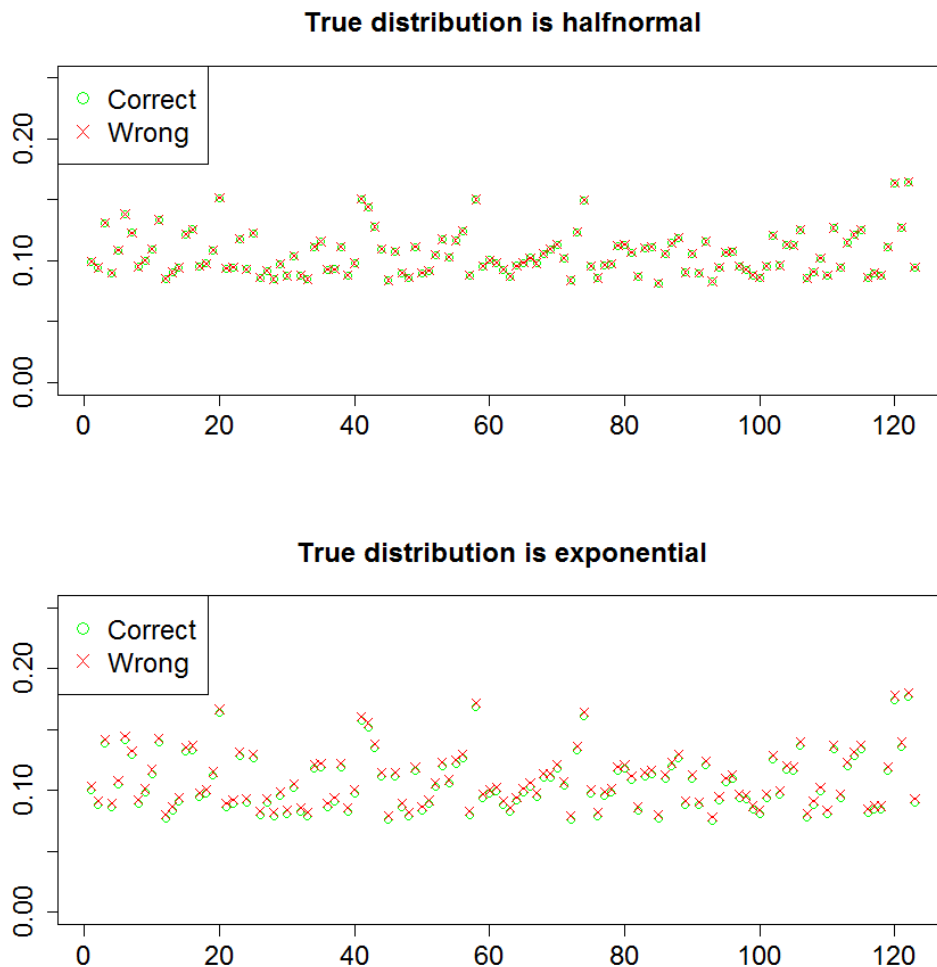 True distribution is halfnormal
Correct
Wrong
0.20
0.10
0.00
0 20 40 60 80 100 120
True distribution is exponential
Correct
Wrong
0.20
0.10
0.00
0 20 40 60 80 100 120